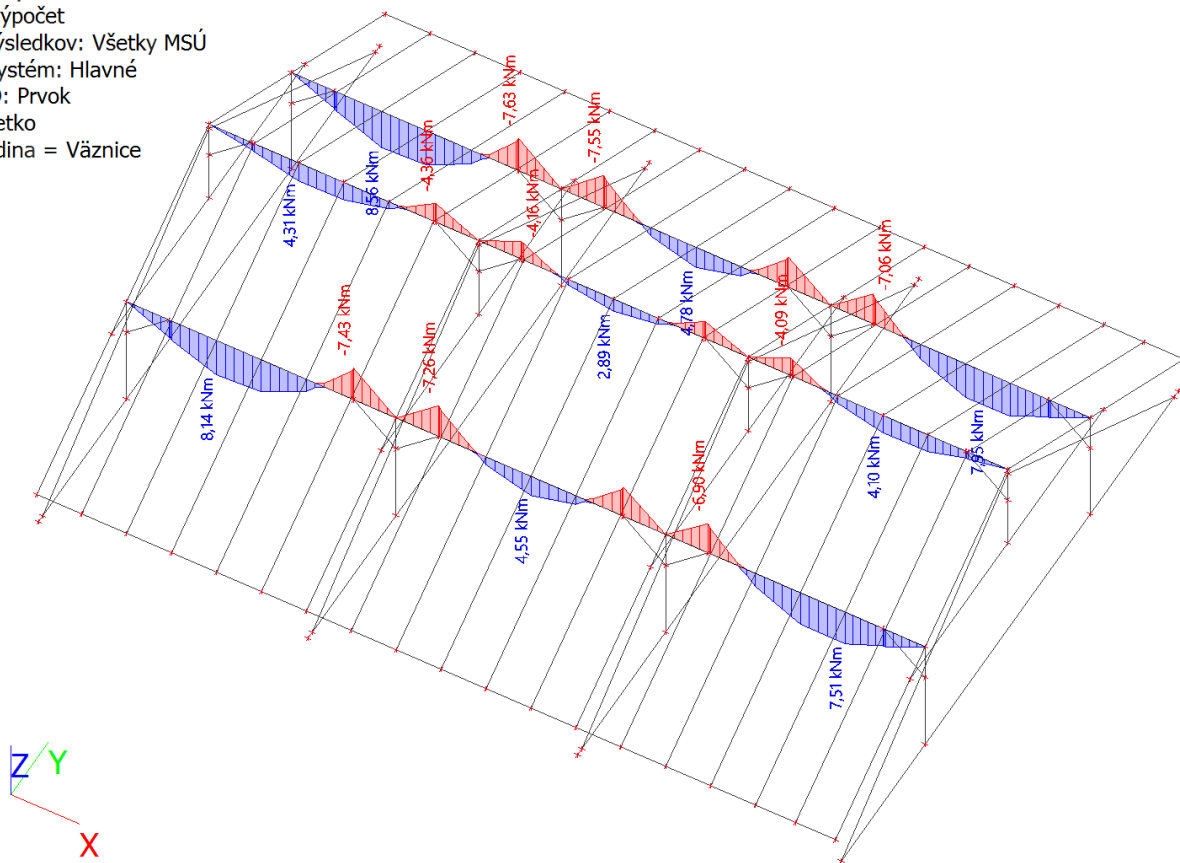 ýpočet
ýsledkov: Všetky MSÚ
ystém: Hlavné
: Prvok
etko
dina = Väznice
-7,63 kNm
-7,55 kNm
-4,36 kNm
8,56 kNm
4,31 kNm
-4,16 kNm
-7,06 kNm
4,78 kNm
-4,09 kNm
2,89 kNm
-7,43 kNm
-7,26 kNm
8,14 kNm
7,95 kNm
4,10 kNm
-6,90 kNm
4,55 kNm
7,51 kNm
Z
Y
X